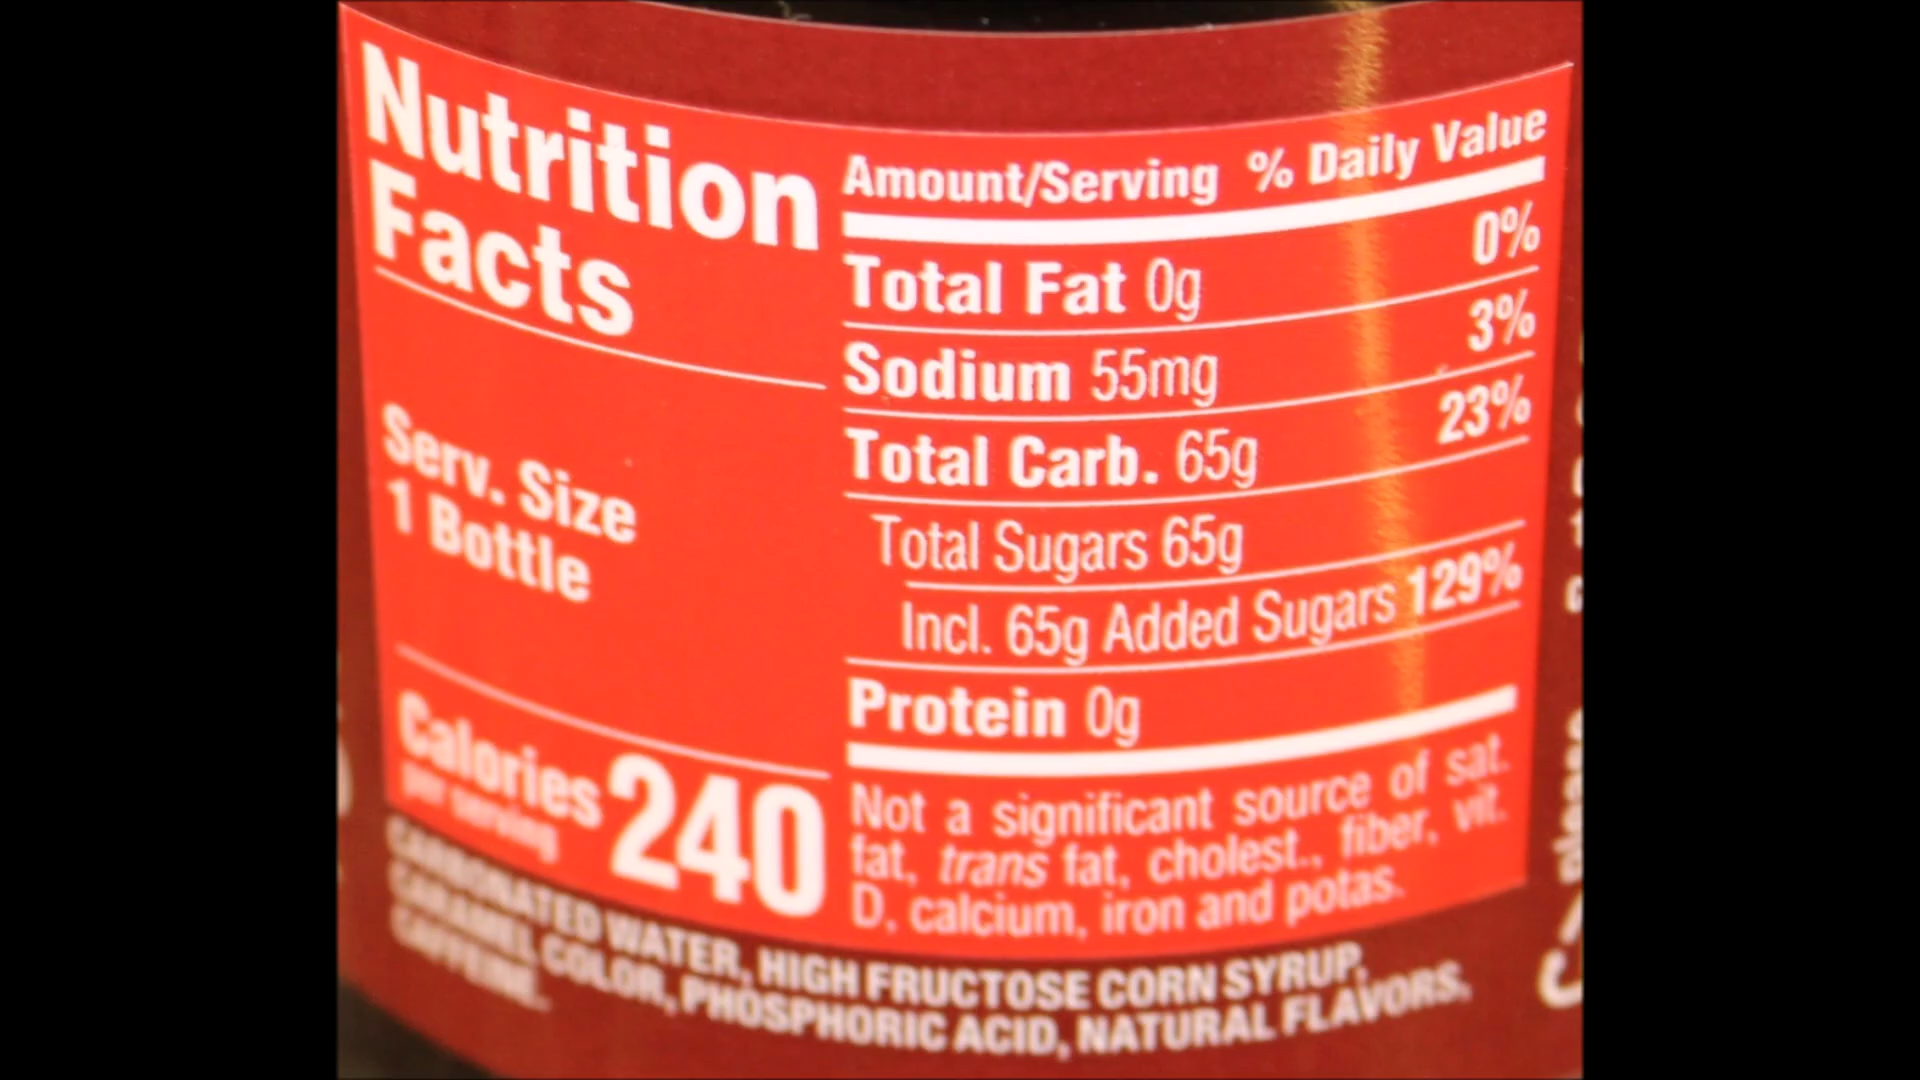 Nutrition
Facts
Serv. Size
1 Bottle
Calories 240
per serving
Amount/Serving % Daily Value
Total Fat 0g 0%
Sodium 55mg 3%
Total Carb. 65g 23%
Total Sugars 65g
Incl. 65g Added Sugars 129%
Protein 0g
Not a significant source of sat.
fat, trans fat, cholest., fiber, vit.
D, calcium, iron and potas.
CARBONATED WATER, HIGH FRUCTOSE CORN SYRUP,
CARAMEL COLOR, PHOSPHORIC ACID, NATURAL FLAVORS,
CAFFEINE.